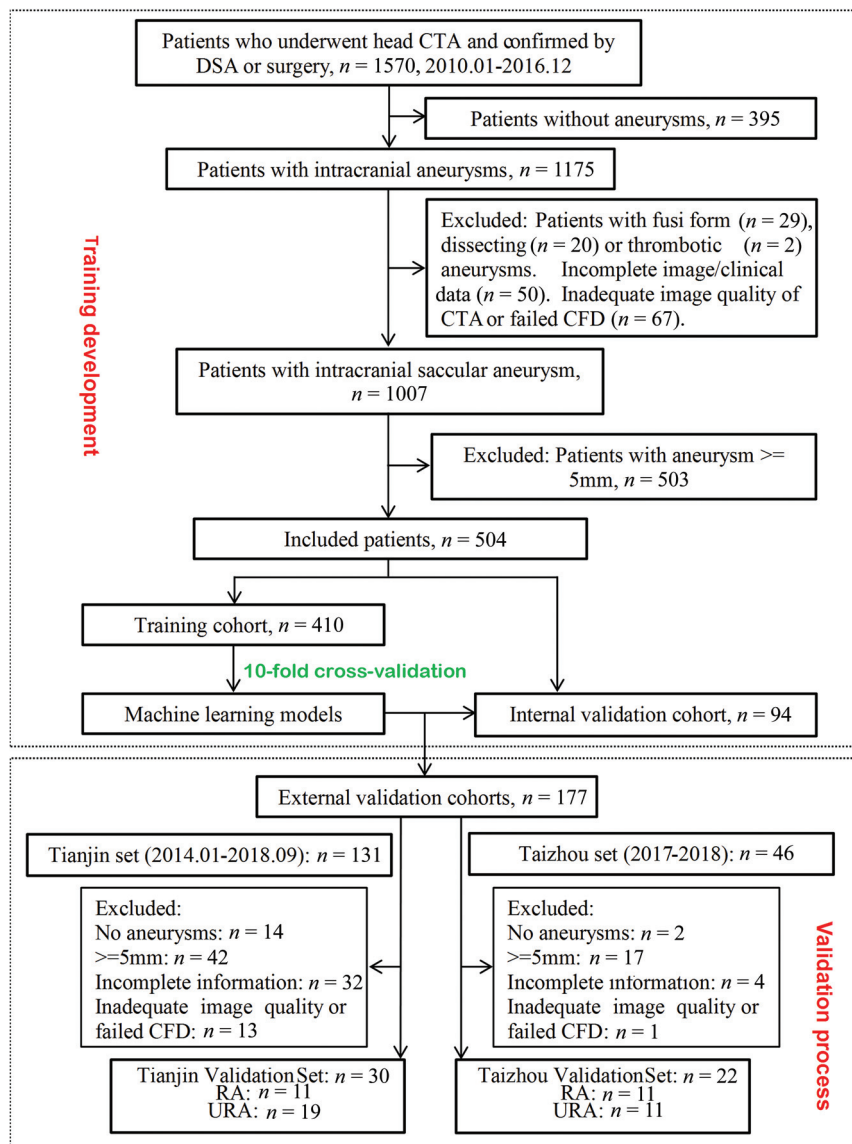 Patients who underwent head CTA and confirmed by
DSA or surgery, n = 1570, 2010.01-2016.12
Patients without aneurysms, n = 395
Patients with intracranial aneurysms, n = 1175
Excluded: Patients with fusi form (n = 29),
dissecting (n = 20) or thrombotic (n = 2)
aneurysms. Incomplete image/clinical
data (n = 50). Inadequate image quality of
CTA or failed CFD (n = 67).
Training development
Patients with intracranial saccular aneurysm,
n = 1007
Excluded: Patients with aneurysm >=
5mm, n = 503
Included patients, n = 504
Training cohort, n = 410
10-fold cross-validation
Machine learning models
Internal validation cohort, n = 94
External validation cohorts, n = 177
Tianjin set (2014.01-2018.09): n = 131
Taizhou set (2017-2018): n = 46
Excluded:
No aneurysms: n = 14
>=5mm: n = 42
Incomplete information: n = 32
Inadequate image quality or
failed CFD: n = 13
Excluded:
No aneurysms: n = 2
>=5mm: n = 17
Incomplete information: n = 4
Inadequate image quality or
failed CFD: n = 1
Validation process
Tianjin Validation Set: n = 30
RA: n = 11
URA: n = 19
Taizhou Validation Set: n = 22
RA: n = 11
URA: n = 11